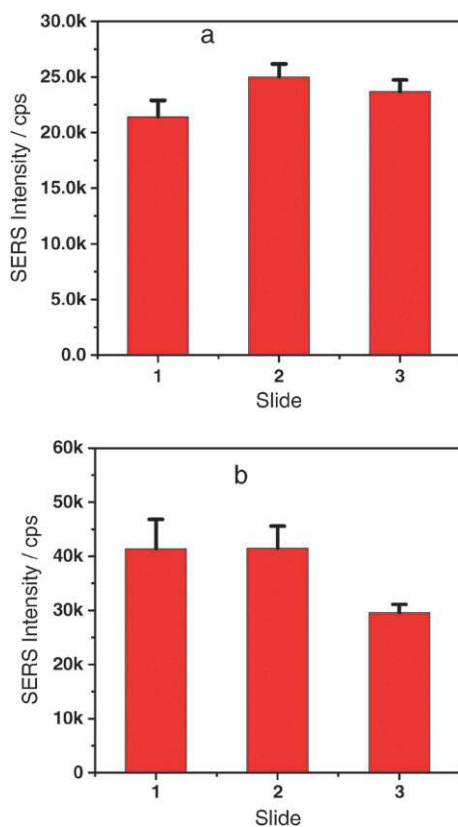 a
30.0k
25.0k
20.0k
15.0k
10.0k
5.0k
0.0
SERS Intensity / cps
1 2 3
Slide
b
60k
50k
40k
30k
20k
10k
0
SERS Intensity / cps
1 2 3
Slide